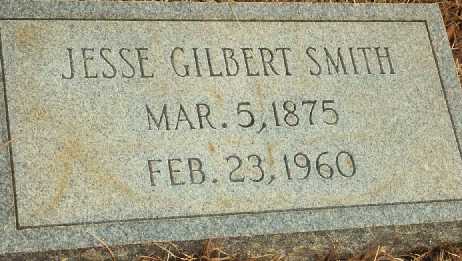 JESSE GILBERT SMITH
MAR. 5, 1875
FEB. 23, 1960